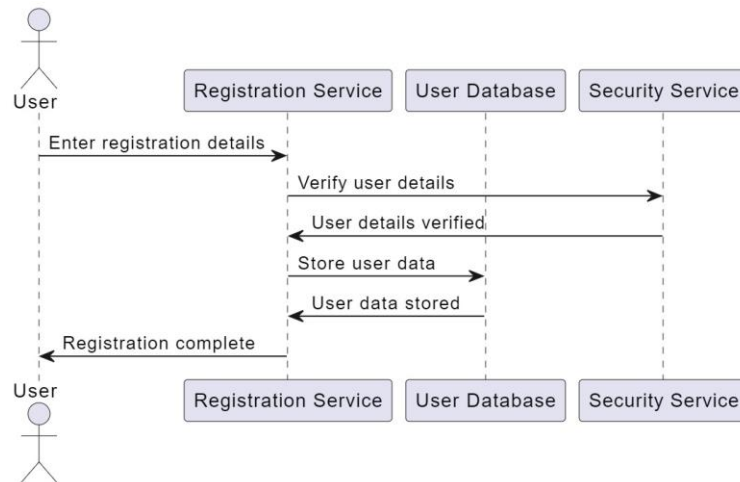 User
Registration Service
User Database
Security Service
Enter registration details
Verify user details
User details verified
Store user data
User data stored
Registration complete
User
Registration Service
User Database
Security Service